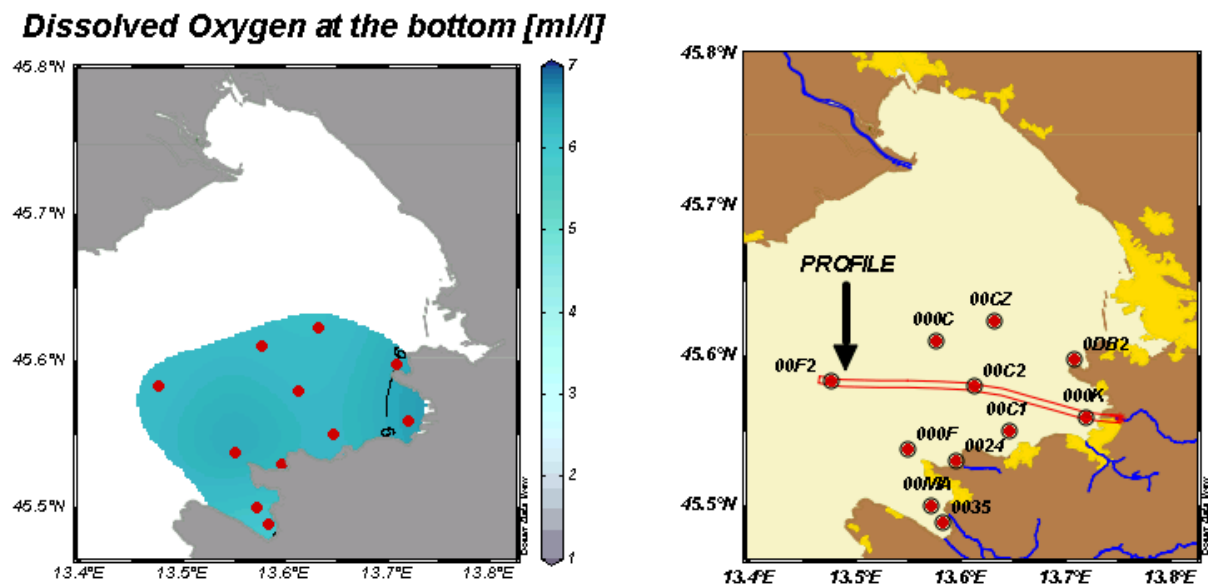 Dissolved Oxygen at the bottom [ml/l]
45.8°N
45.7°N
45.6°N
45.5°N
13.4°E
13.5°E
13.6°E
13.7°E
13.8°E
6
6
7
6
5
4
3
2
1
Ocean Data View
45.8°N
45.7°N
45.6°N
45.5°N
PROFILE
00CZ
000C
0DB2
00F2
00C2
000K
00C1
000F
0024
00MA
0035
13.4°E
13.5°E
13.6°E
13.7°E
13.8°E
Ocean Data View